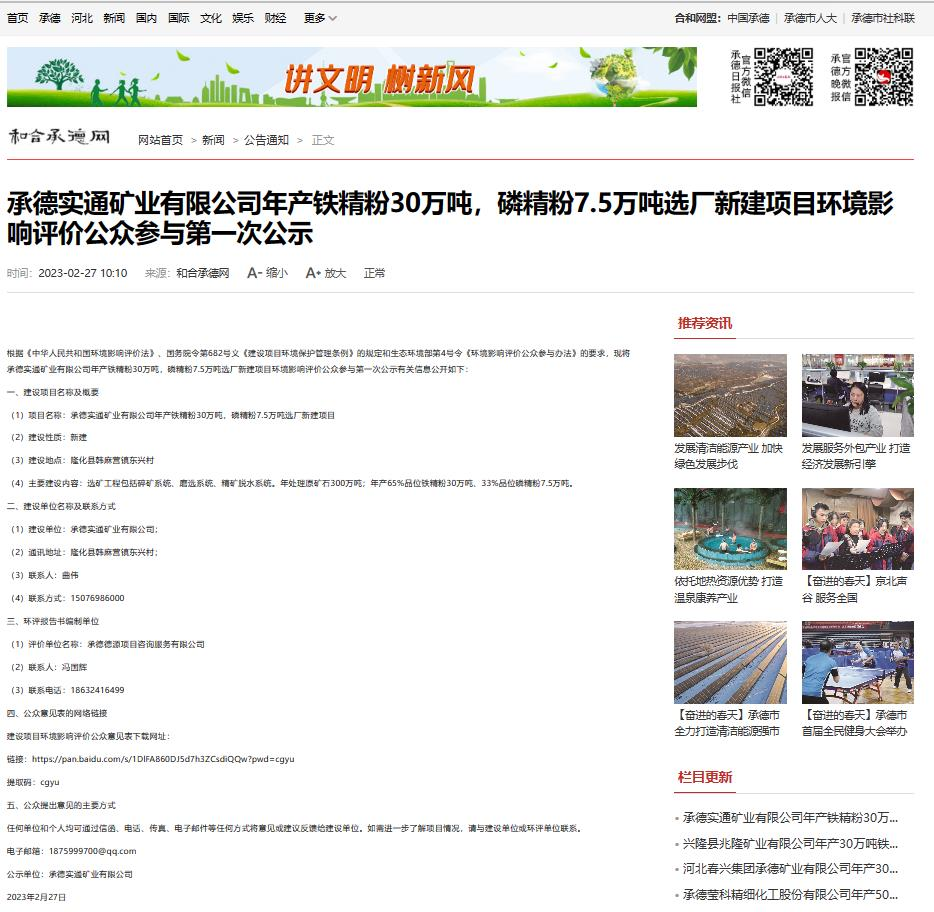 首页 承德 河北 新闻 国内 国际 文化 娱乐 财经 更多
合和网盟： 中国承德 | 承德市人大 | 承德市社科联
讲文明 树新风
承德日报社
官方微信
承德晚报
官方微信
和合承德网
网站首页 > 新闻 > 公告通知 > 正文
承德实通矿业有限公司年产铁精粉30万吨，磷精粉7.5万吨选厂新建项目环境影
响评价公众参与第一次公示
时间： 2023-02-27 10:10 来源： 和合承德网 A- 缩小 A+ 放大 正常
根据《中华人民共和国环境影响评价法》、国务院令第682号义《建设项目环境保护管理条例》的规定和生态环境部第4号令《环境影响评价公众参与办法》的要求，现将
承德实通矿业有限公司年产铁精粉30万吨，磷精粉7.5万吨选厂新建项目环境影响评价公众参与第一次公示有关信息公开如下：
一、建设项目名称及概要
（1）项目名称：承德实通矿业有限公司年产铁精粉30万吨，磷精粉7.5万吨选厂新建项目
（2）建设性质：新建
（3）建设地点：隆化县韩麻营镇东兴村
（4）主要建设内容：选矿工程包括碎矿系统、磨选系统、精矿脱水系统。年处理原矿石300万吨；年产65%品位铁精粉30万吨、33%品位磷精粉7.5万吨。
二、建设单位名称及联系方式
（1）建设单位：承德实通矿业有限公司；
（2）通讯地址：隆化县韩麻营镇东兴村；
（3）联系人：曲伟
（4）联系方式：15076986000
三、环评报告书编制单位
（1）评价单位名称：承德德源项目咨询服务有限公司
（2）联系人：冯国辉
（3）联系电话：18632416499
四、公众意见表的网络链接
建设项目环境影响评价公众意见表下载网址：
链接：https://pan.baidu.com/s/1DlFA860DJ5d7h3ZCsdiQQw?pwd=cgyu
提取码：cgyu
五、公众提出意见的主要方式
任何单位和个人均可通过信函、电话、传真、电子邮件等任何方式将意见或建议反馈给建设单位。如需进一步了解项目情况，请与建设单位或环评单位联系。
电子邮箱：1875999700@qq.com
公示单位：承德实通矿业有限公司
2023年2月27日
推荐资讯
发展清洁能源产业 加快
绿色发展步伐
发展服务外包产业 打造
经济发展新引擎
依托地热资源优势 打造
温泉康养产业
【奋进的春天】京北声
谷 服务全国
【奋进的春天】承德市
全力打造清洁能源强市
【奋进的春天】承德市
首届全民健身大会举办
栏目更新
承德实通矿业有限公司年产铁精粉30万...
兴隆县兆隆矿业有限公司年产30万吨铁...
河北春兴集团承德矿业有限公司年产30...
承德莹科精细化工股份有限公司年产50...